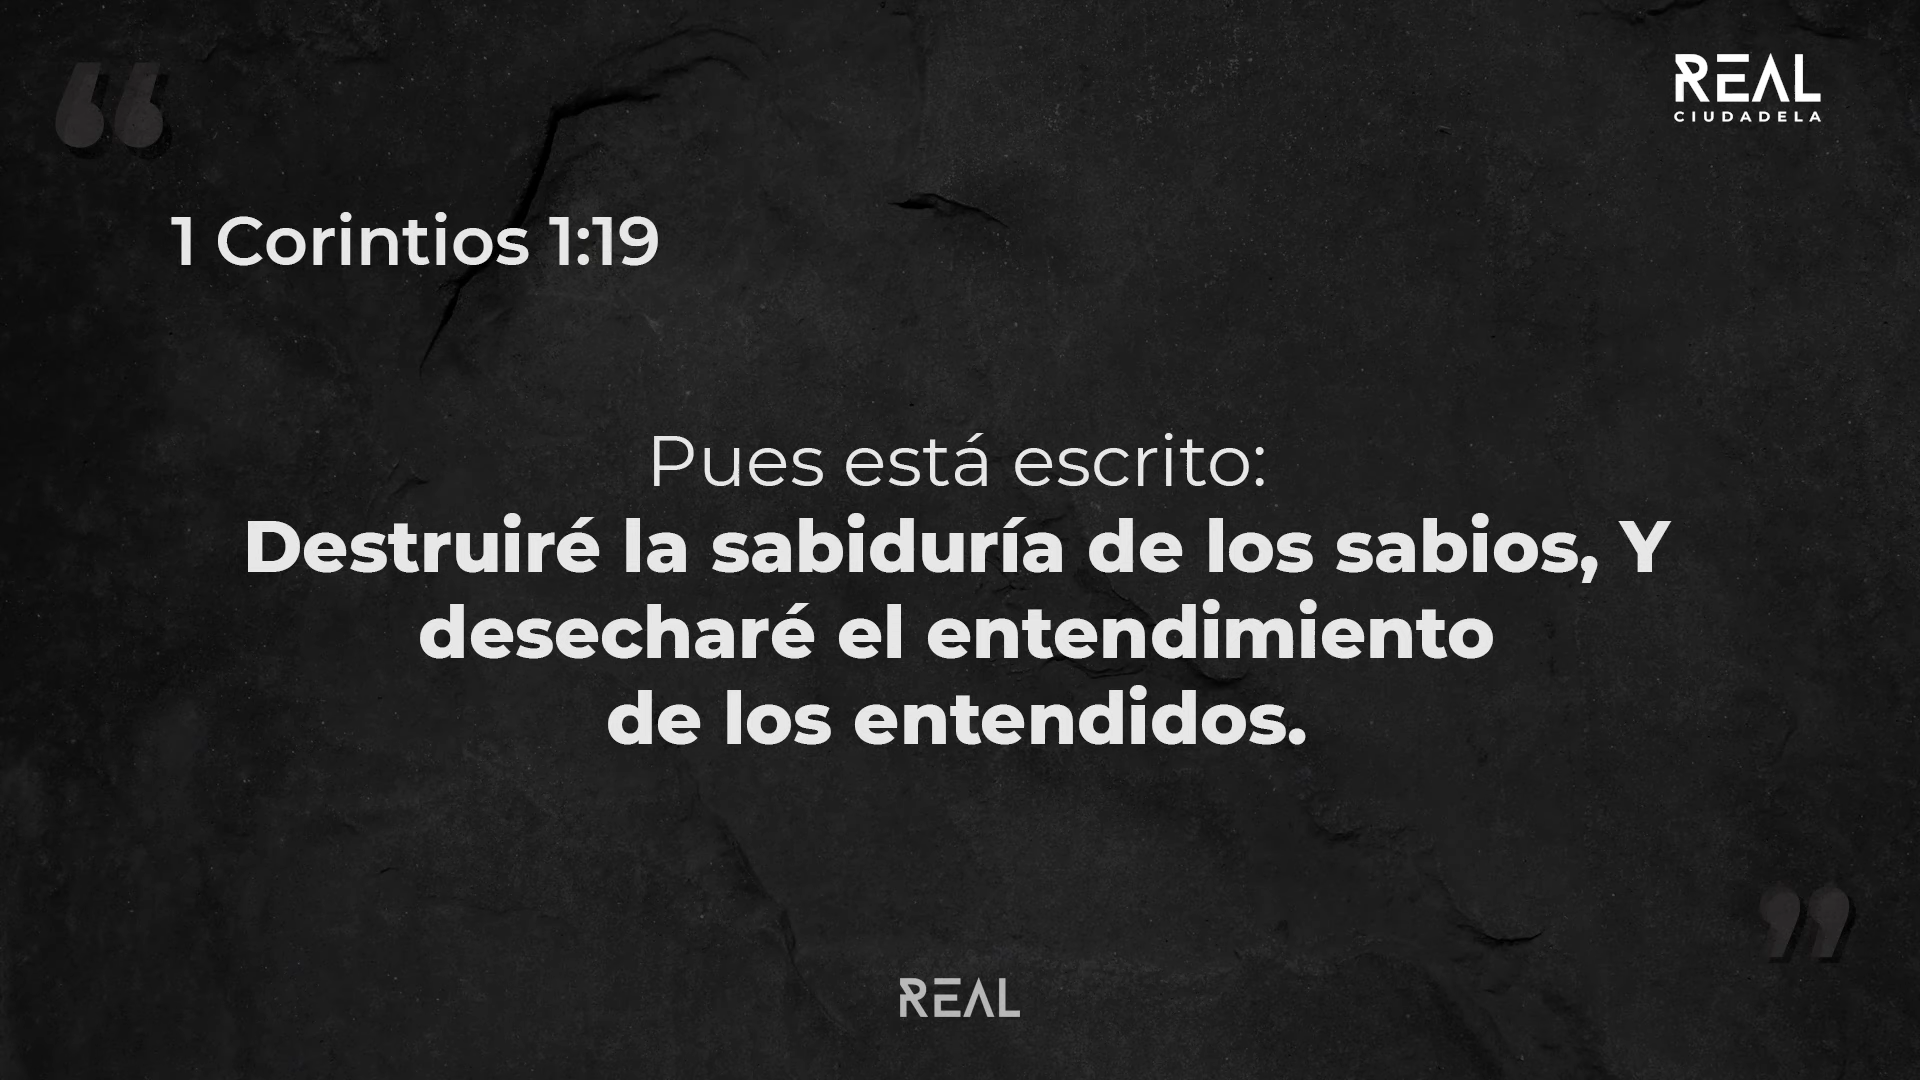 REAL
CIUDADELA
1 Corintios 1:19
Pues está escrito:
Destruiré la sabiduría de los sabios, Y
desecharé el entendimiento
de los entendidos.
REAL